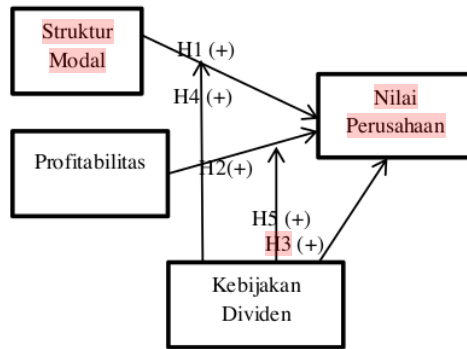 Struktur
Modal
H1 (+)
H4 (+)
Nilai
Perusahaan
Profitabilitas
H2(+)
H5 (+)
H3 (+)
Kebijakan
Dividen